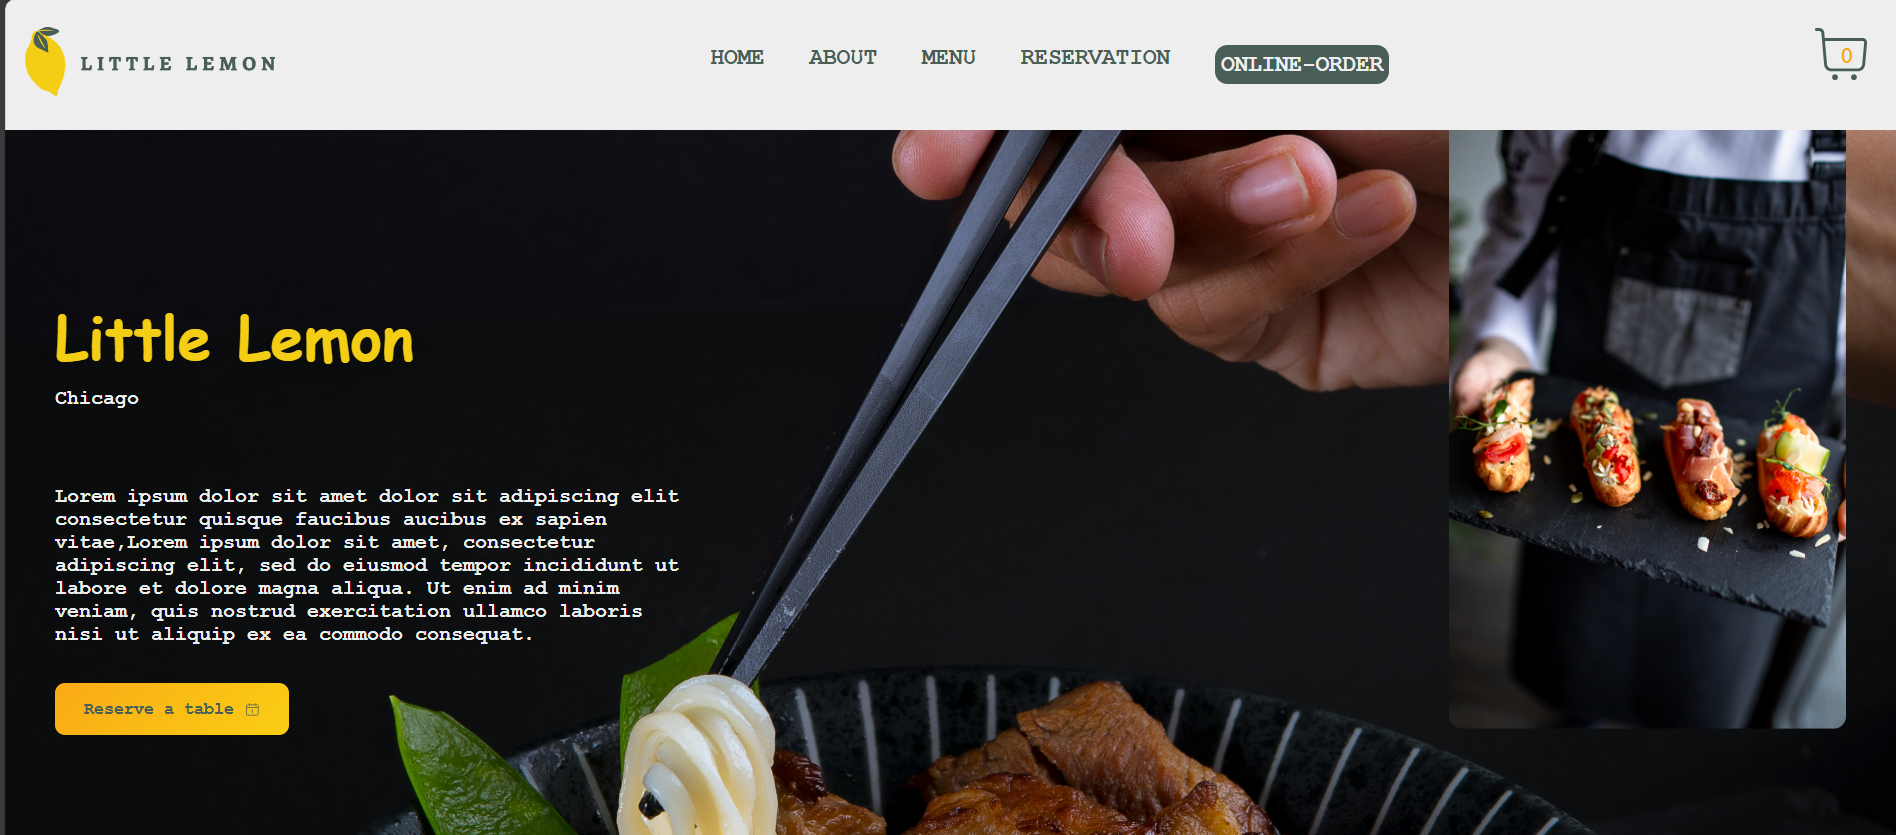 LITTLE LEMON
HOME ABOUT MENU RESERVATION ONLINE-ORDER
0
Little Lemon
Chicago
Lorem ipsum dolor sit amet dolor sit adipiscing elit
consectetur quisque faucibus aucibus ex sapien
vitae,Lorem ipsum dolor sit amet, consectetur
adipiscing elit, sed do eiusmod tempor incididunt ut
labore et dolore magna aliqua. Ut enim ad minim
veniam, quis nostrud exercitation ullamco laboris
nisi ut aliquip ex ea commodo consequat.
Reserve a table